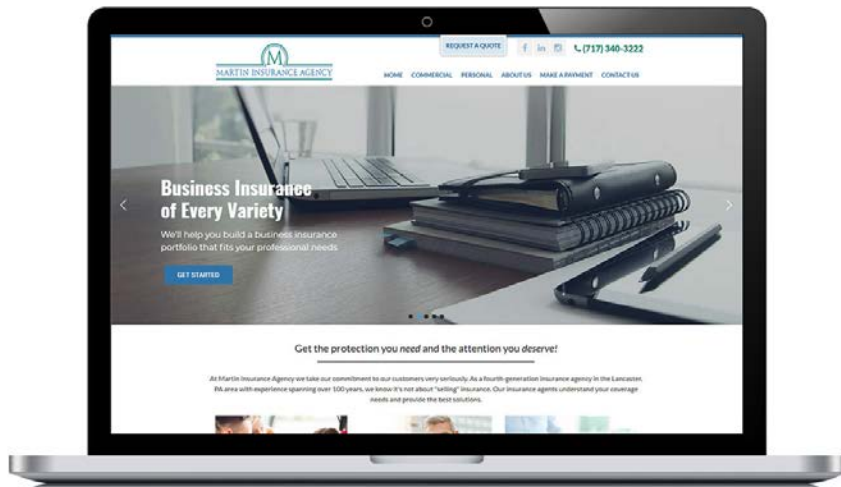 REQUEST A QUOTE
f in
(717) 340-3222
M
MARTIN INSURANCE AGENCY
HOME COMMERCIAL PERSONAL ABOUT US MAKE A PAYMENT CONTACT US
Business Insurance
of Every Variety
We'll help you build a business insurance
portfolio that fits your professional needs
GET STARTED
Get the protection you need and the attention you deserve!
At Martin Insurance Agency we take our commitment to our customers very seriously. As a fourth-generation insurance agency in the Lancaster,
PA area with experience spanning over 100 years, we know it's not about "selling" insurance. Our insurance agents understand your coverage
needs and provide the best solutions.